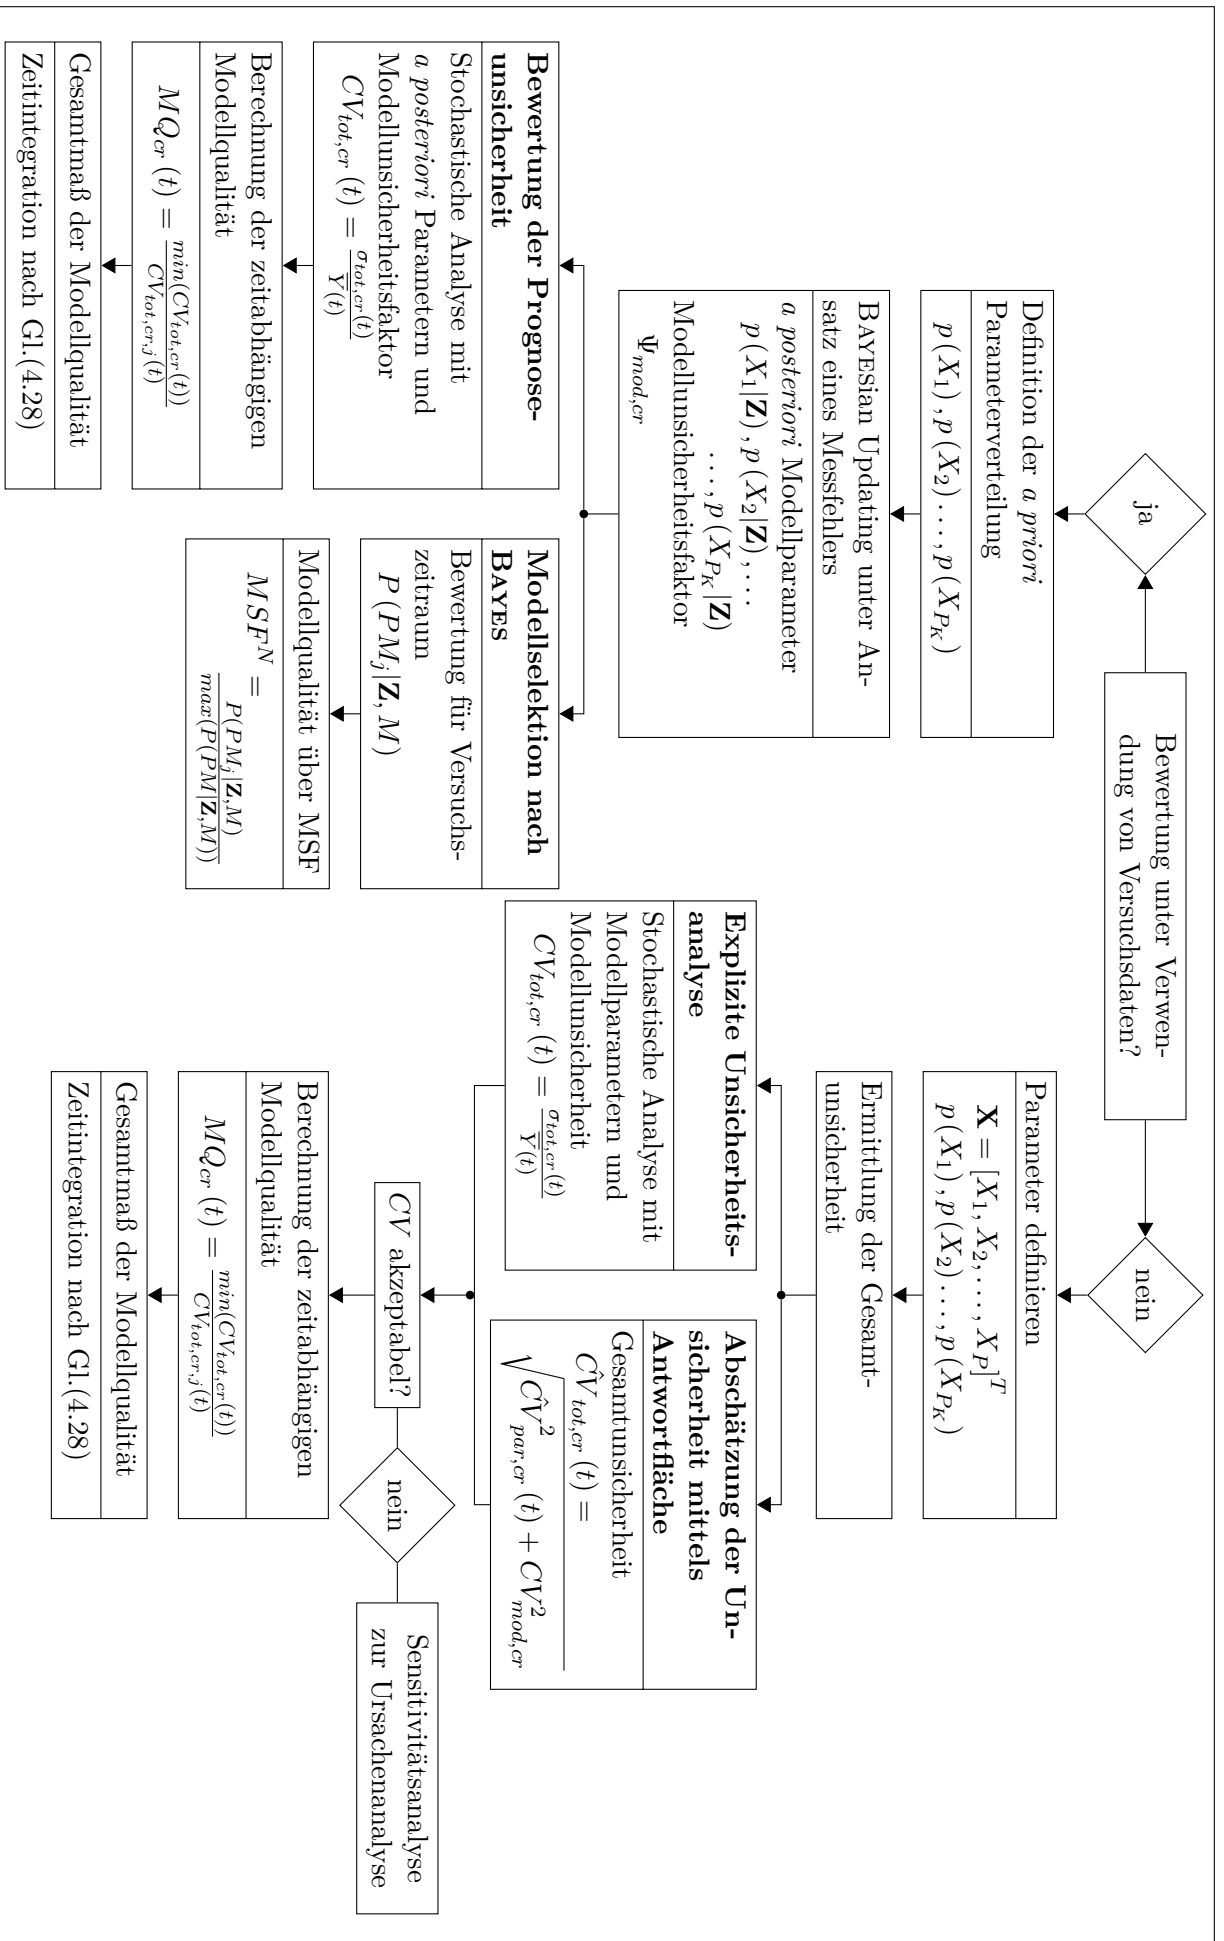 Bewertung unter Verwen-
dung von Versuchsdaten?
ja
Definition der a priori
Parameterverteilung
p (X_1) , p (X_2) . . . , p (X_{P_K})
BAYESian Updating unter An-
satz eines Messfehlers
a posteriori Modellparameter
p (X_1|Z) , p (X_2|Z) , . . .
. . . , p (X_{P_K}|Z)
Modellunsicherheitsfaktor
Ψ_{mod,cr}
Bewertung der Prognose-
unsicherheit
Stochastische Analyse mit
a posteriori Parametern und
Modellunsicherheitsfaktor
CV_{tot,cr} (t) = \frac{σ_{tot,cr}(t)}{\overline{Y}(t)}
Berechnung der zeitabhängigen
Modellqualität
MQ_{cr} (t) = \frac{min(CV_{tot,cr}(t))}{CV_{tot,cr,j}(t)}
Gesamtmaß der Modellqualität
Zeitintegration nach Gl.(4.28)
Modellselektion nach
BAYES
Bewertung für Versuchs-
zeitraum
P (PM_j|Z, M)
Modellqualität über MSF
MSF^N =
\frac{P(PM_j|Z,M)}{max(P(PM|Z,M))}
nein
Parameter definieren
X = [X_1, X_2, . . . , X_P]^T
p (X_1) , p (X_2) . . . , p (X_{P_K})
Ermittlung der Gesamt-
unsicherheit
Explizite Unsicherheits-
analyse
Stochastische Analyse mit
Modellparametern und
Modellunsicherheit
CV_{tot,cr} (t) = \frac{σ_{tot,cr}(t)}{\overline{Y}(t)}
Abschätzung der Un-
sicherheit mittels
Antwortfläche
Gesamtunsicherheit
\hat{CV}_{tot,cr} (t) =
\sqrt{\hat{CV}^2_{par,cr} (t) + CV^2_{mod,cr}}
CV akzeptabel?
nein
Sensitivitätsanalyse
zur Ursachenanalyse
Berechnung der zeitabhängigen
Modellqualität
MQ_{cr} (t) = \frac{min(CV_{tot,cr}(t))}{CV_{tot,cr,j}(t)}
Gesamtmaß der Modellqualität
Zeitintegration nach Gl.(4.28)